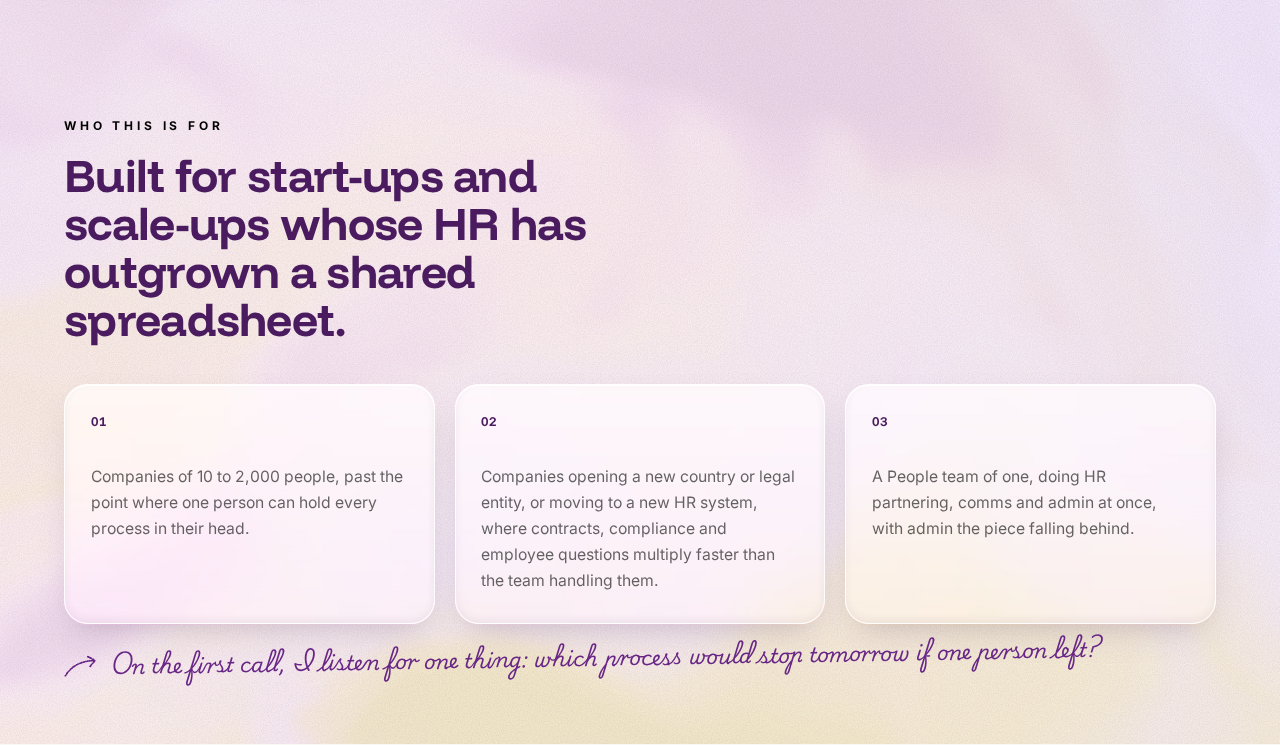 WHO THIS IS FOR
Built for start-ups and
scale-ups whose HR has
outgrown a shared
spreadsheet.
01
Companies of 10 to 2,000 people, past the
point where one person can hold every
process in their head.
02
Companies opening a new country or legal
entity, or moving to a new HR system,
where contracts, compliance and
employee questions multiply faster than
the team handling them.
03
A People team of one, doing HR
partnering, comms and admin at once,
with admin the piece falling behind.
On the first call, I listen for one thing: which process would stop tomorrow if one person left?